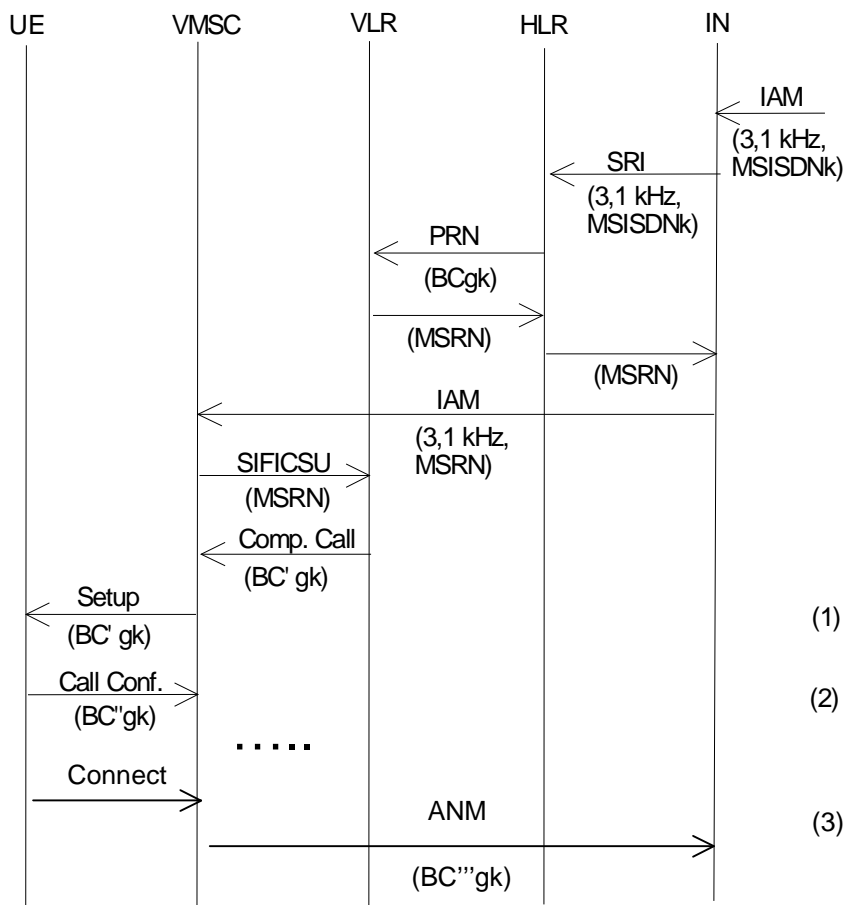 UE VMSC VLR HLR IN
IAM
(3,1 kHz,
MSISDNk)
SRI
(3,1 kHz,
MSISDNk)
PRN
(BCgk)
(MSRN)
(MSRN)
IAM
(3,1 kHz,
MSRN)
SIFICSU
(MSRN)
Comp. Call
(BC' gk)
Setup
(BC' gk)
(1)
Call Conf.
(BC"gk)
(2)
.....
Connect
ANM
(3)
(BC'''gk)